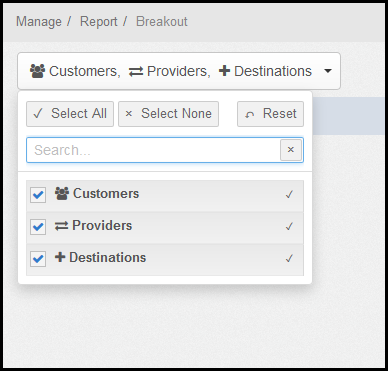 Manage / Report / Breakout
Customers, Providers, Destinations
Select All Select None Reset
Search...
Customers
Providers
Destinations